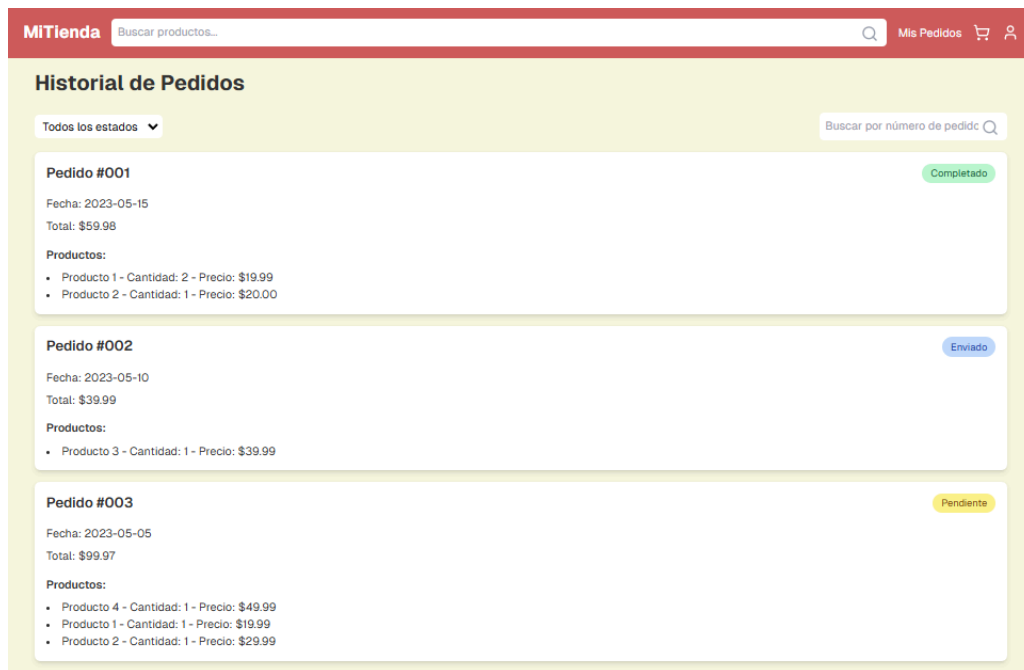 MiTienda
Buscar productos...
Mis Pedidos
Historial de Pedidos
Todos los estados
Buscar por número de pedido
Pedido #001
Completado
Fecha: 2023-05-15
Total: $59.98
Productos:
• Producto 1 - Cantidad: 2 - Precio: $19.99
• Producto 2 - Cantidad: 1 - Precio: $20.00
Pedido #002
Enviado
Fecha: 2023-05-10
Total: $39.99
Productos:
• Producto 3 - Cantidad: 1 - Precio: $39.99
Pedido #003
Pendiente
Fecha: 2023-05-05
Total: $99.97
Productos:
• Producto 4 - Cantidad: 1 - Precio: $49.99
• Producto 1 - Cantidad: 1 - Precio: $19.99
• Producto 2 - Cantidad: 1 - Precio: $29.99